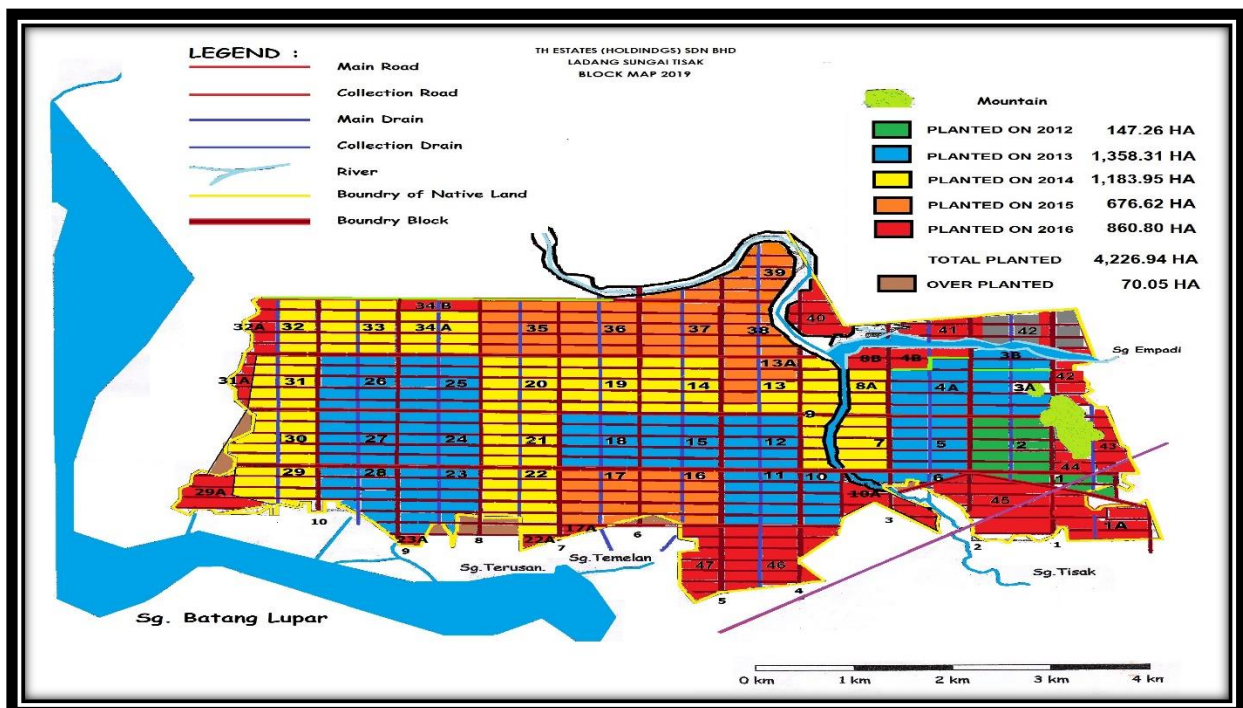 TH ESTATES (HOLDINDGS) SDN BHD
LADANG SUNGAI TISAK
BLOCK MAP 2019
LEGEND :
Main Road
Collection Road
Main Drain
Collection Drain
River
Boundry of Native Land
Boundry Block
Mountain
PLANTED ON 2012 147.26 HA
PLANTED ON 2013 1,358.31 HA
PLANTED ON 2014 1,183.95 HA
PLANTED ON 2015 676.62 HA
PLANTED ON 2016 860.80 HA
TOTAL PLANTED 4,226.94 HA
OVER PLANTED 70.05 HA
39
34B 40
32A 32 33 34A 35 36 37 38 41 42
Sg Empadi
13A 8B 4B 3B
31A 31 26 25 20 19 14 13 8A 4A 3A 42
9
30 27 24 21 18 15 12 7 5 2 43
44
29 28 23 22 17 16 11 10 6 1
29A 10A 45
10 23A 9 8 22A 7 17A 6 3 2 1 1A
Sg.Terusan Sg.Temelan 47 46 Sg.Tisak
5 4
Sg. Batang Lupar
0 km 1 km 2 km 3 km 4 km